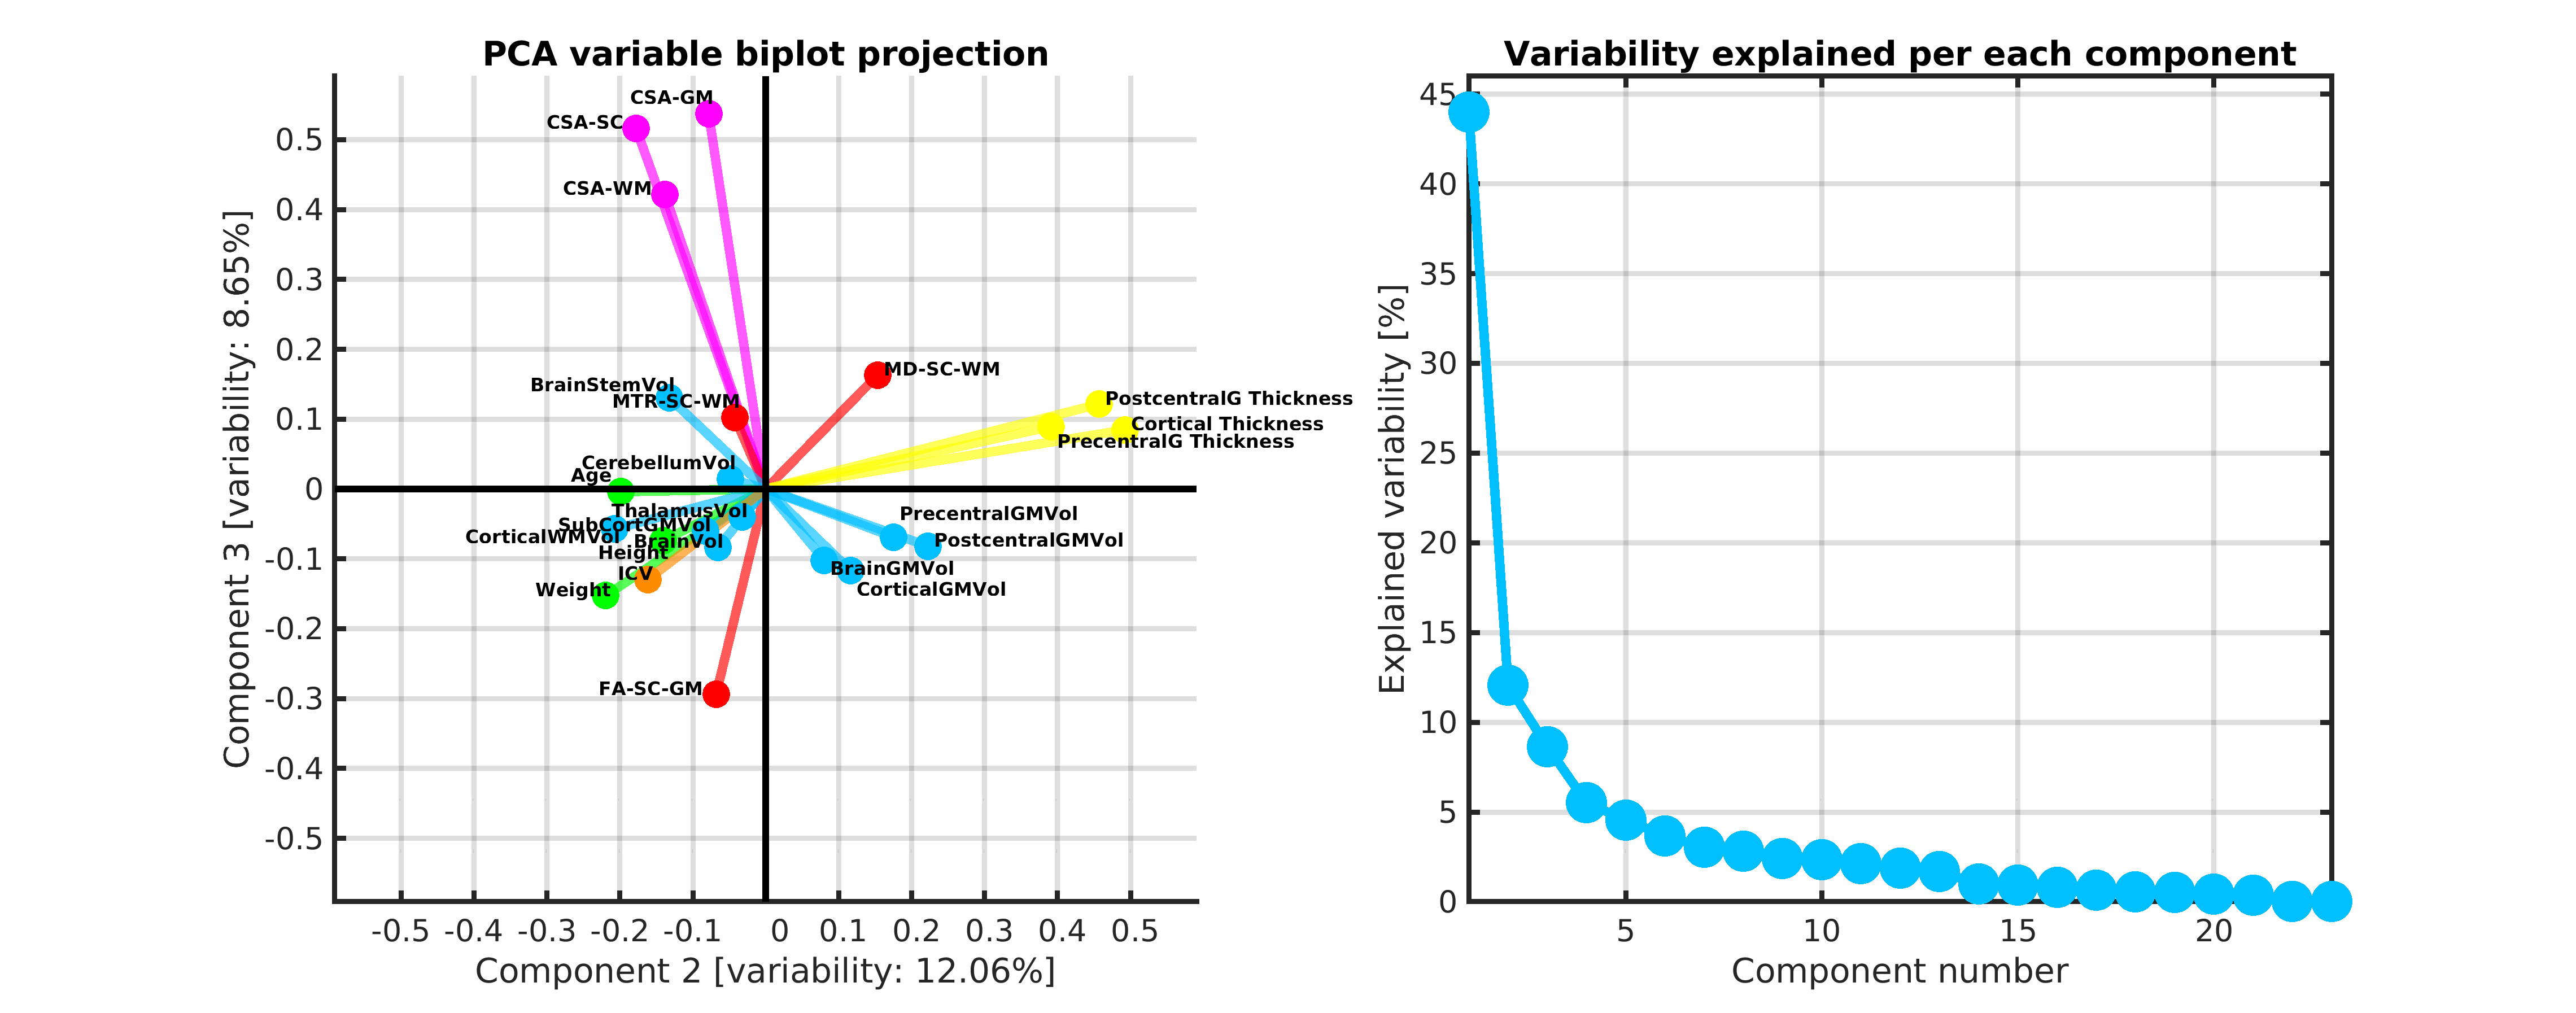 PCA variable biplot projection
Component 3 [variability: 8.65%]
0.5
0.4
0.3
0.2
0.1
0
-0.1
-0.2
-0.3
-0.4
-0.5
CSA-GM
CSA-SC
CSA-WM
MD-SC-WM
BrainStemVol
MTR-SC-WM
PostcentralG Thickness
Cortical Thickness
PrecentralG Thickness
CerebellumVol
Age
ThalamusVol
SubCortGMVol
CorticalWMVol
BrainVol
Height
ICV
Weight
PrecentralGMVol
PostcentralGMVol
BrainGMVol
CorticalGMVol
FA-SC-GM
-0.5 -0.4 -0.3 -0.2 -0.1 0 0.1 0.2 0.3 0.4 0.5
Component 2 [variability: 12.06%]
Variability explained per each component
Explained variability [%]
45
40
35
30
25
20
15
10
5
0
5 10 15 20
Component number